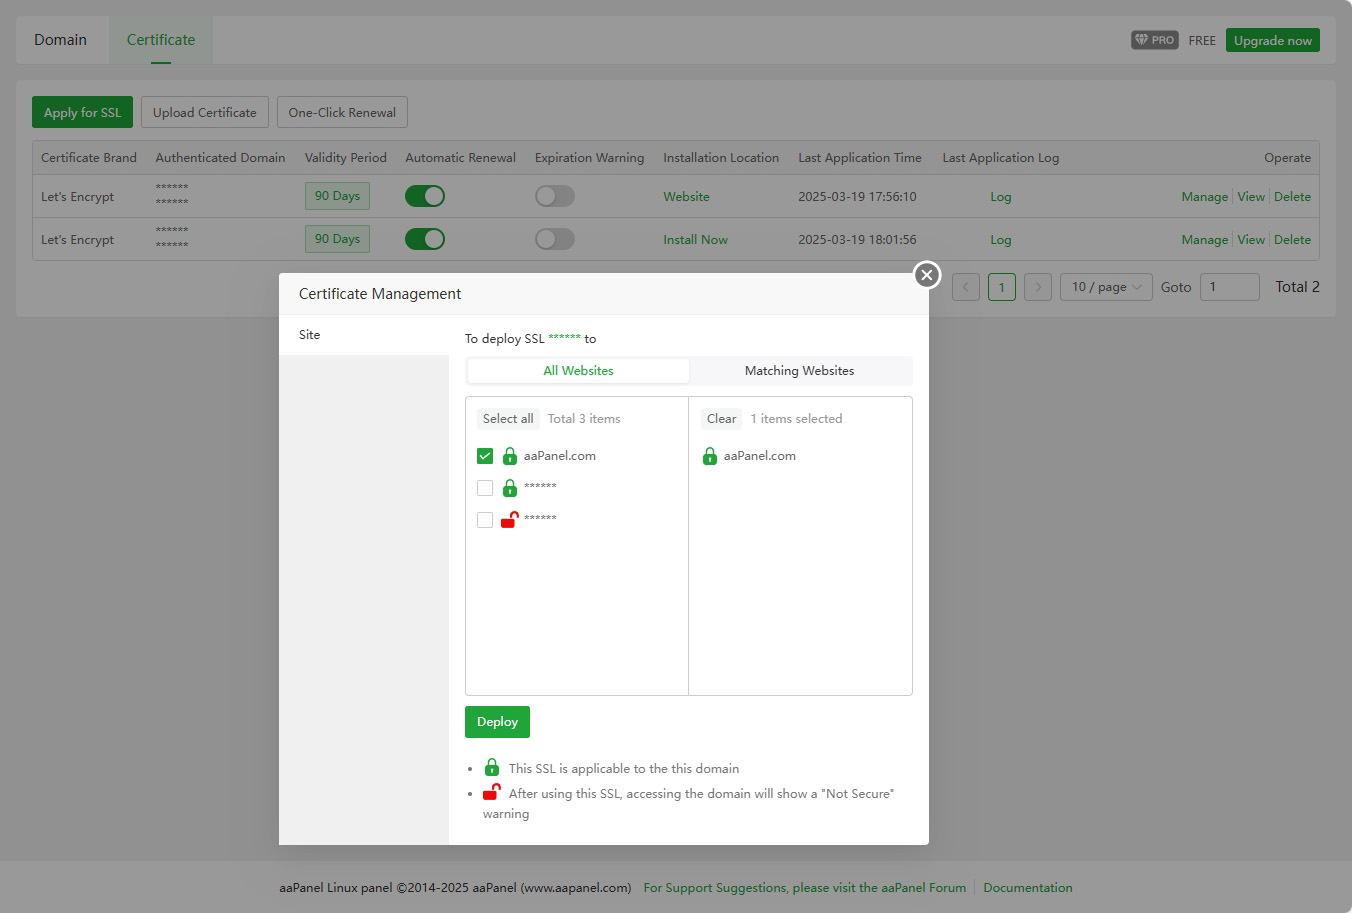 Domain
Certificate
PRO
FREE
Upgrade now
Apply for SSL
Upload Certificate
One-Click Renewal
Certificate Brand Authenticated Domain Validity Period Automatic Renewal Expiration Warning Installation Location Last Application Time Last Application Log Operate
Let's Encrypt ****** 90 Days Website 2025-03-19 17:56:10 Log Manage View Delete
******
Let's Encrypt ****** 90 Days Install Now 2025-03-19 18:01:56 Log Manage View Delete
******
1
10 / page
Goto
1
Total 2
Certificate Management
Site
To deploy SSL ****** to
All Websites
Matching Websites
Select all
Total 3 items
aaPanel.com
******
******
Clear
1 items selected
aaPanel.com
Deploy
This SSL is applicable to the this domain
After using this SSL, accessing the domain will show a "Not Secure"
warning
aaPanel Linux panel ©2014-2025 aaPanel (www.aapanel.com) For Support Suggestions, please visit the aaPanel Forum Documentation